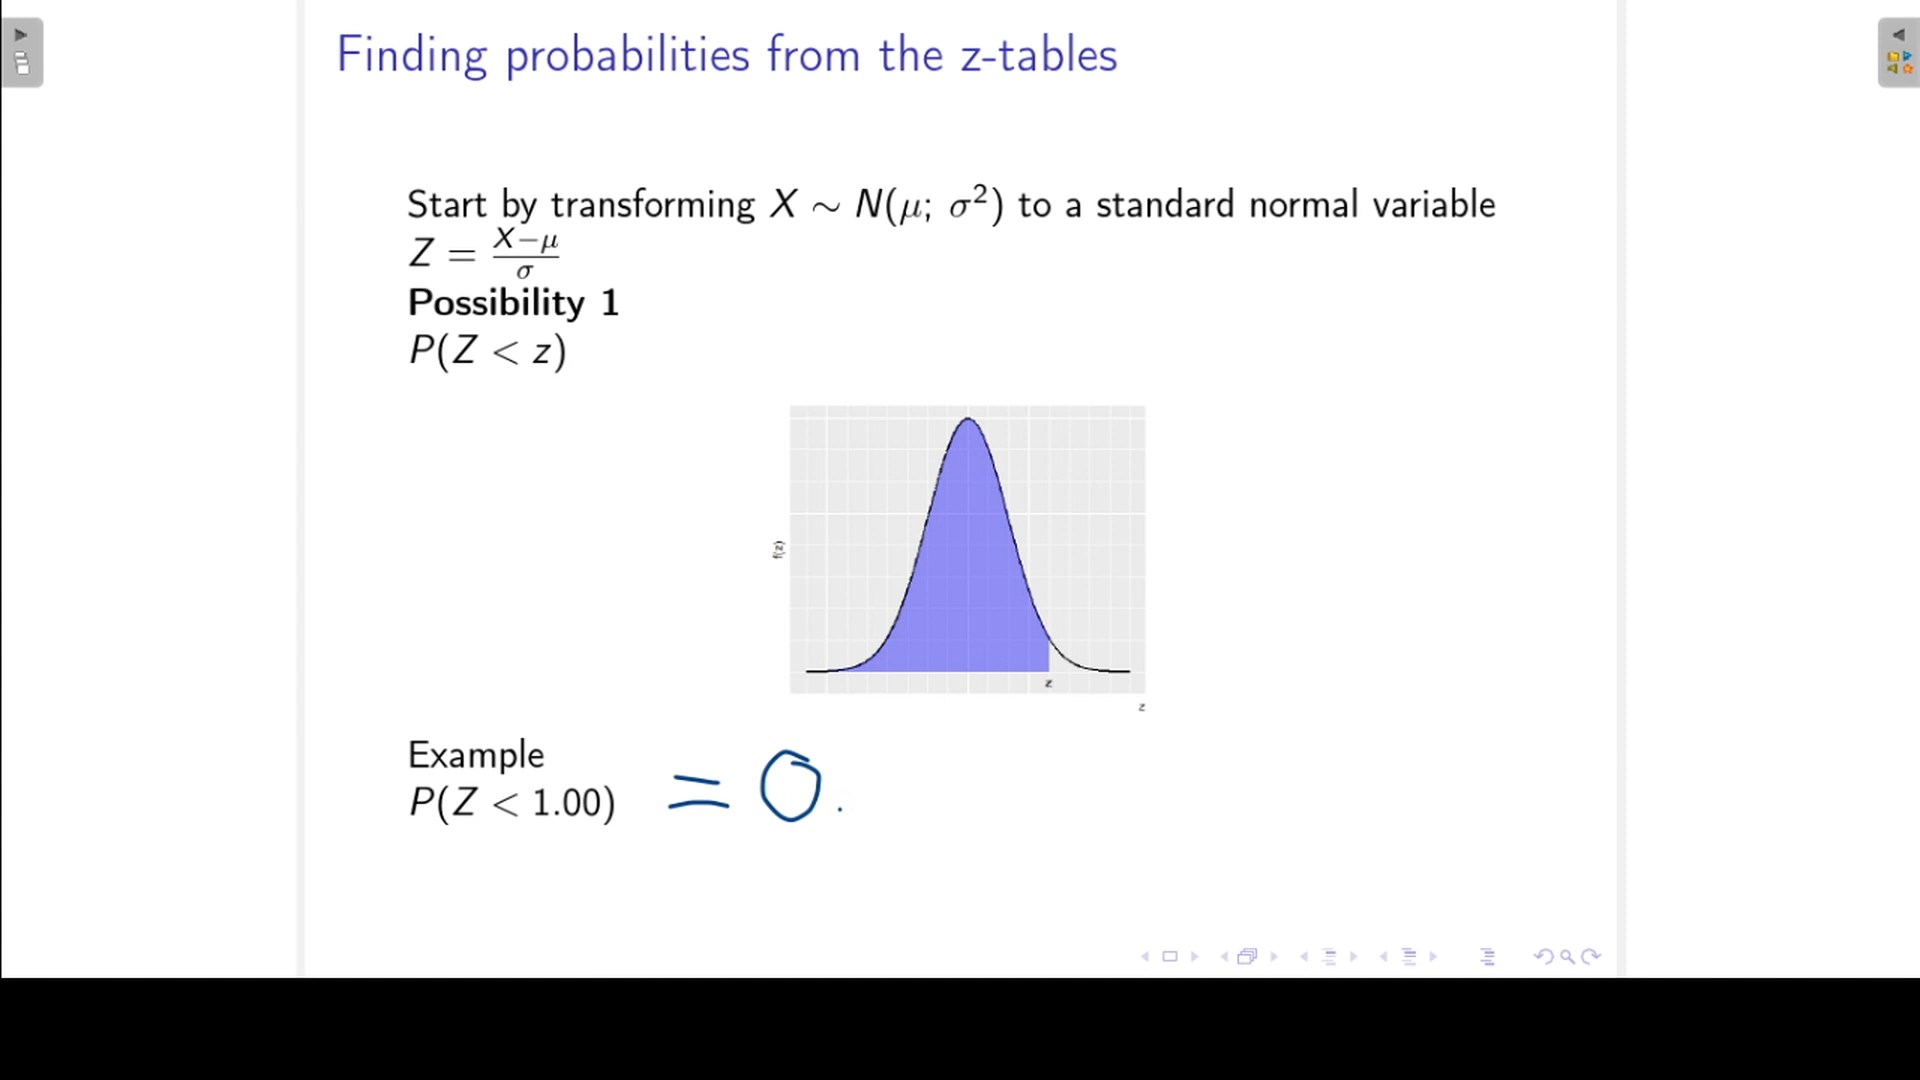 Finding probabilities from the z-tables
Start by transforming X ∼ N(μ; σ²) to a standard normal variable
Z = X−μ/σ
Possibility 1
P(Z < z)
f(z)
z
z
Example
P(Z < 1.00) = 0.